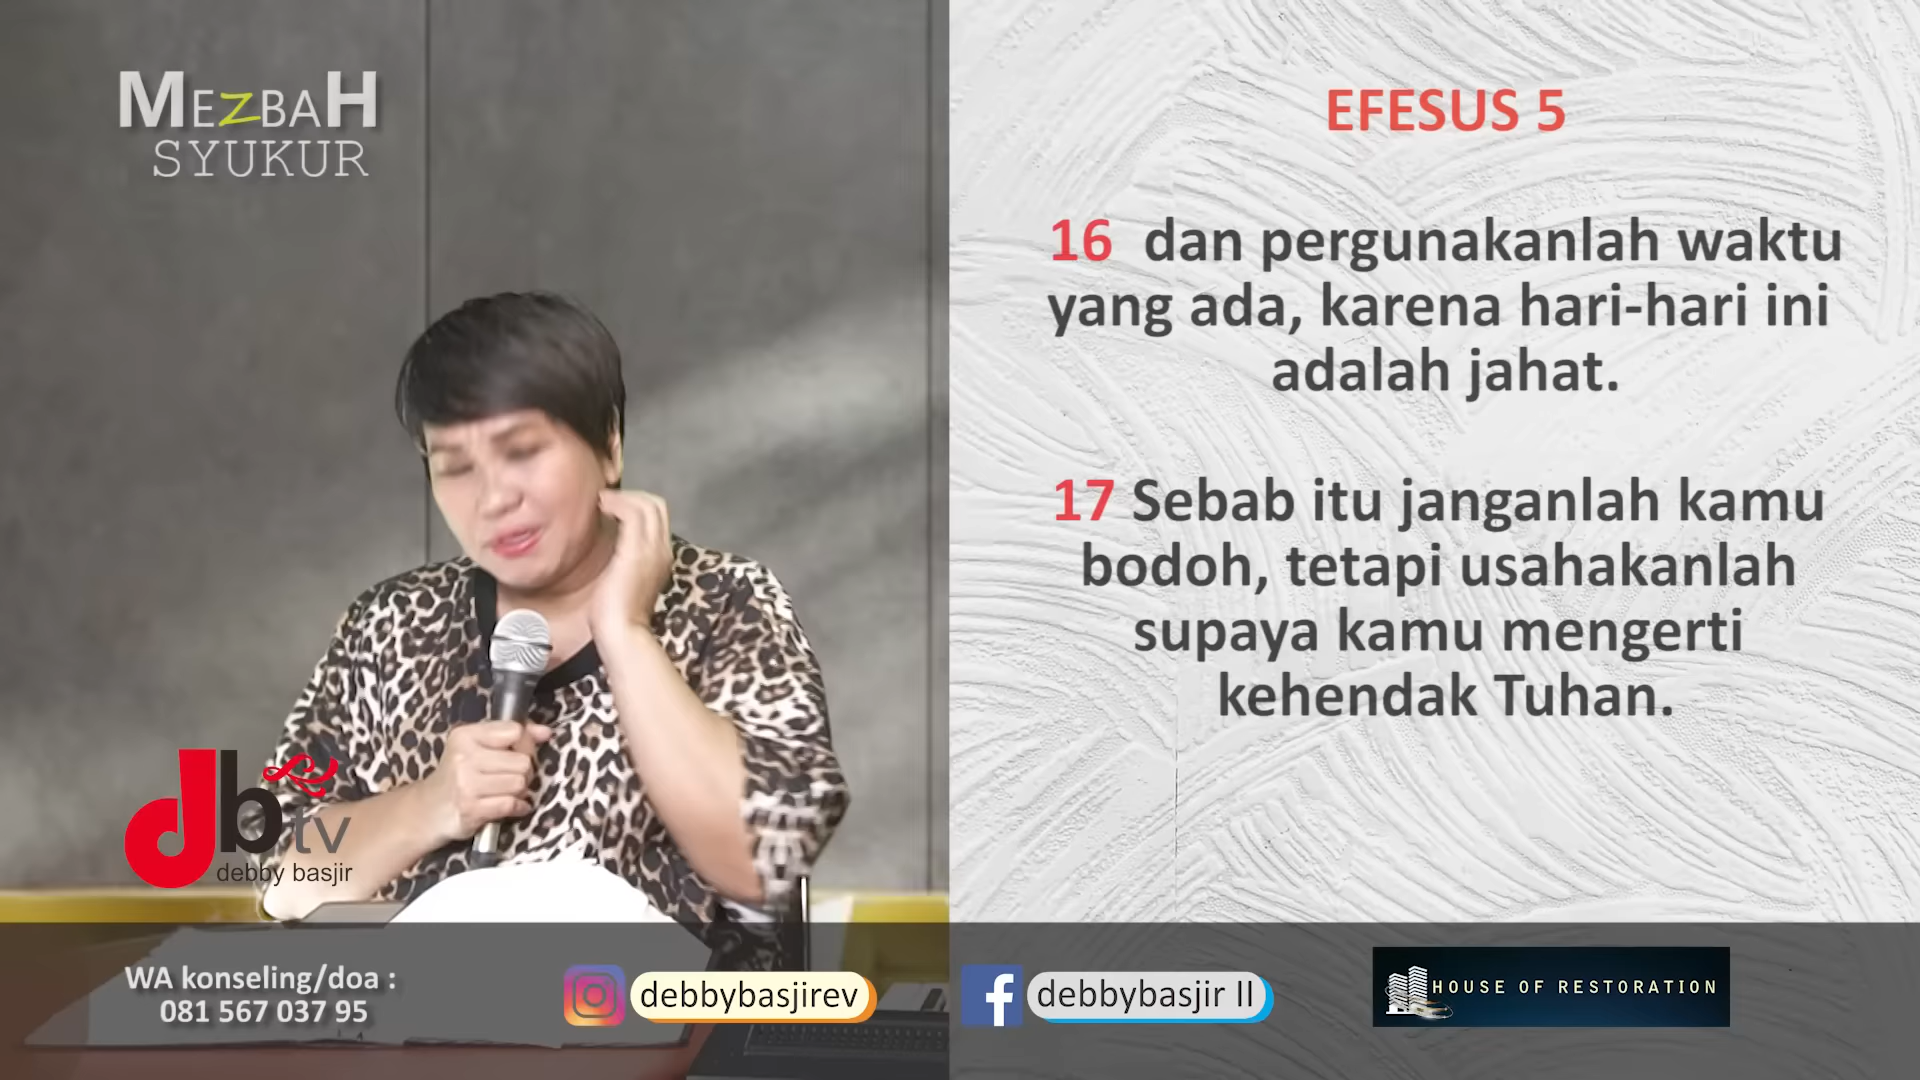 MEZBAH
SYUKUR
EFESUS 5
16 dan pergunakanlah waktu
yang ada, karena hari-hari ini
adalah jahat.
17 Sebab itu janganlah kamu
bodoh, tetapi usahakanlah
supaya kamu mengerti
kehendak Tuhan.
db tv
debby basjir
WA konseling/doa :
081 567 037 95
debbybasjirev
debbybasjir II
HOUSE OF RESTORATION